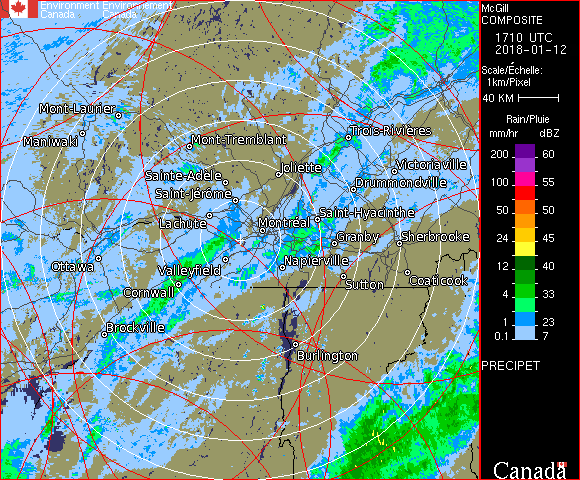 Environment Environnement
Canada Canada
McGill
COMPOSITE
1710 UTC
2018-01-12
Scale/Échelle:
1km/Pixel
40 KM
Rain/Pluie
mm/hr dBZ
200 60
100 55
50 50
24 45
12 40
4 33
1 23
0.1 7
PRECIPET
Canada
Mont-Laurier
Maniwaki
Mont-Tremblant
Trois-Rivières
Joliette
Victoriaville
Sainte-Adèle
Drummondville
Saint-Jérôme
Lachute
Saint-Hyacinthe
Montréal
Granby
Sherbrooke
Ottawa
Valleyfield
Napierville
Sutton
Coaticook
Cornwall
Brockville
Burlington